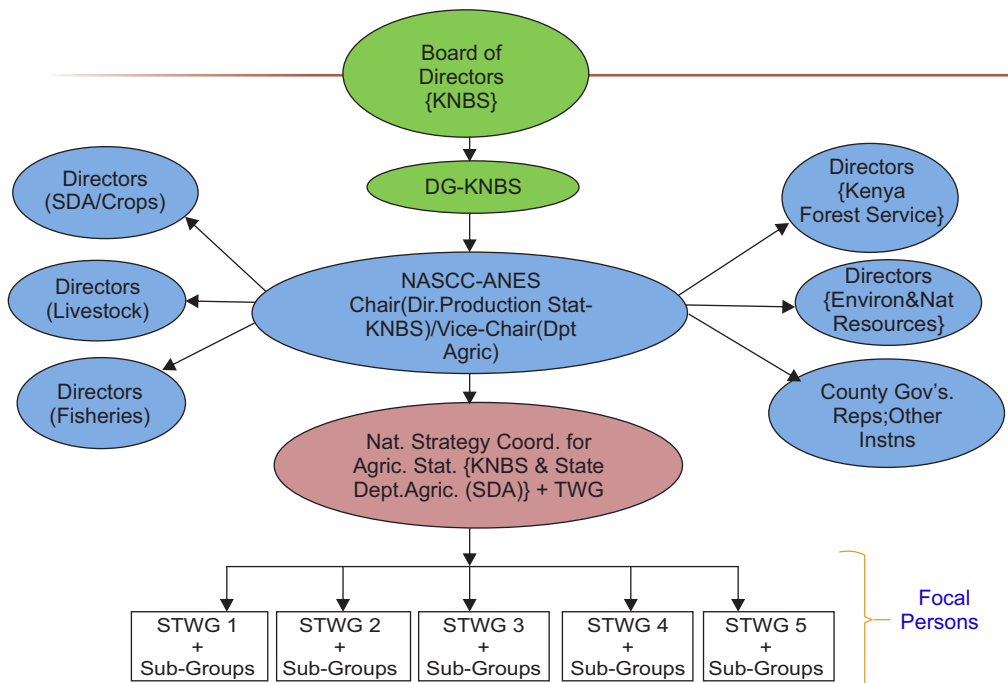 Board of
Directors
{KNBS}
DG-KNBS
Directors
(SDA/Crops)
Directors
{Kenya
Forest Service}
NASCC-ANES
Chair(Dir.Production Stat-
KNBS)/Vice-Chair(Dpt
Agric)
Directors
(Livestock)
Directors
{Environ&Nat
Resources}
Directors
(Fisheries)
County Gov's.
Reps;Other
Instns
Nat. Strategy Coord. for
Agric. Stat. {KNBS & State
Dept.Agric. (SDA)} + TWG
STWG 1
+
Sub-Groups
STWG 2
+
Sub-Groups
STWG 3
+
Sub-Groups
STWG 4
+
Sub-Groups
STWG 5
+
Sub-Groups
Focal
Persons